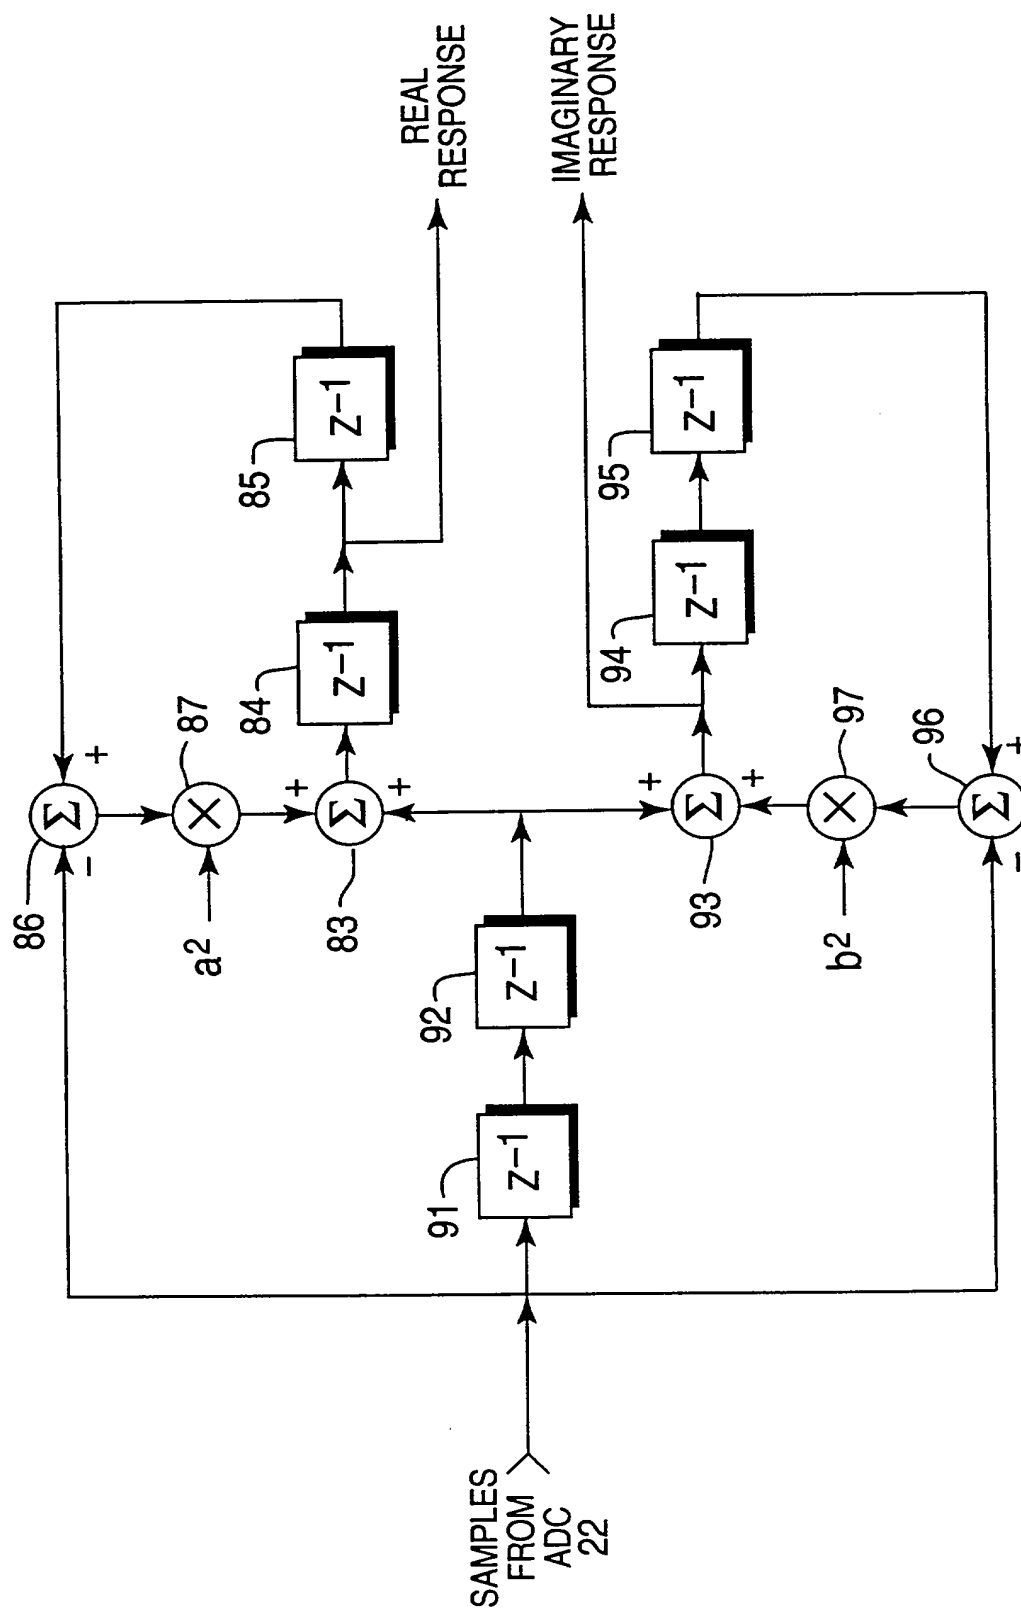 SAMPLES
FROM
ADC
22
86
Σ
+
-
87
×
a²
83
Σ
+
+
84
Z⁻¹
85
Z⁻¹
REAL
RESPONSE
91
Z⁻¹
92
Z⁻¹
93
Σ
+
+
94
Z⁻¹
95
Z⁻¹
IMAGINARY
RESPONSE
97
×
b²
96
Σ
+
-